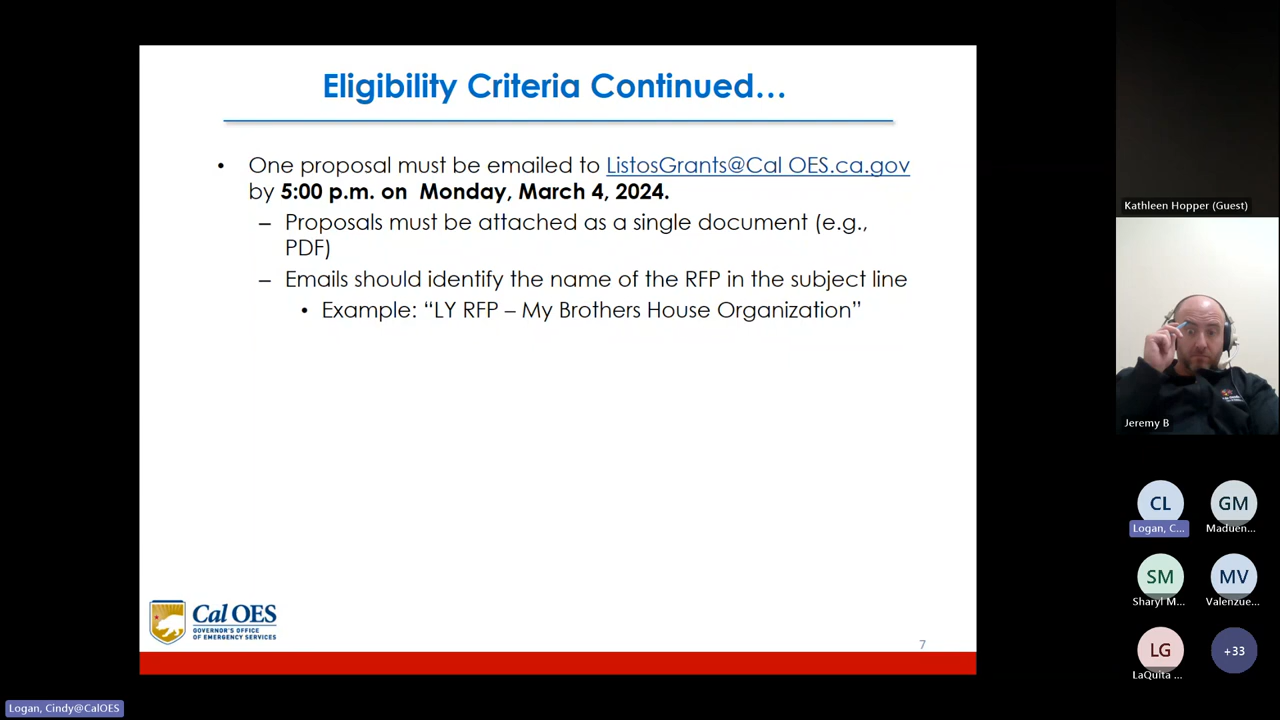 Eligibility Criteria Continued...
• One proposal must be emailed to ListosGrants@Cal OES.ca.gov
by 5:00 p.m. on Monday, March 4, 2024.
– Proposals must be attached as a single document (e.g.,
PDF)
– Emails should identify the name of the RFP in the subject line
• Example: “LY RFP – My Brothers House Organization”
Cal OES
GOVERNOR'S OFFICE
OF EMERGENCY SERVICES
7
Kathleen Hopper (Guest)
Jeremy B
CL
Logan, C...
GM
Maduen...
SM
Sharyl M...
MV
Valenzue...
LG
LaQuita ...
+33
Logan, Cindy@CalOES